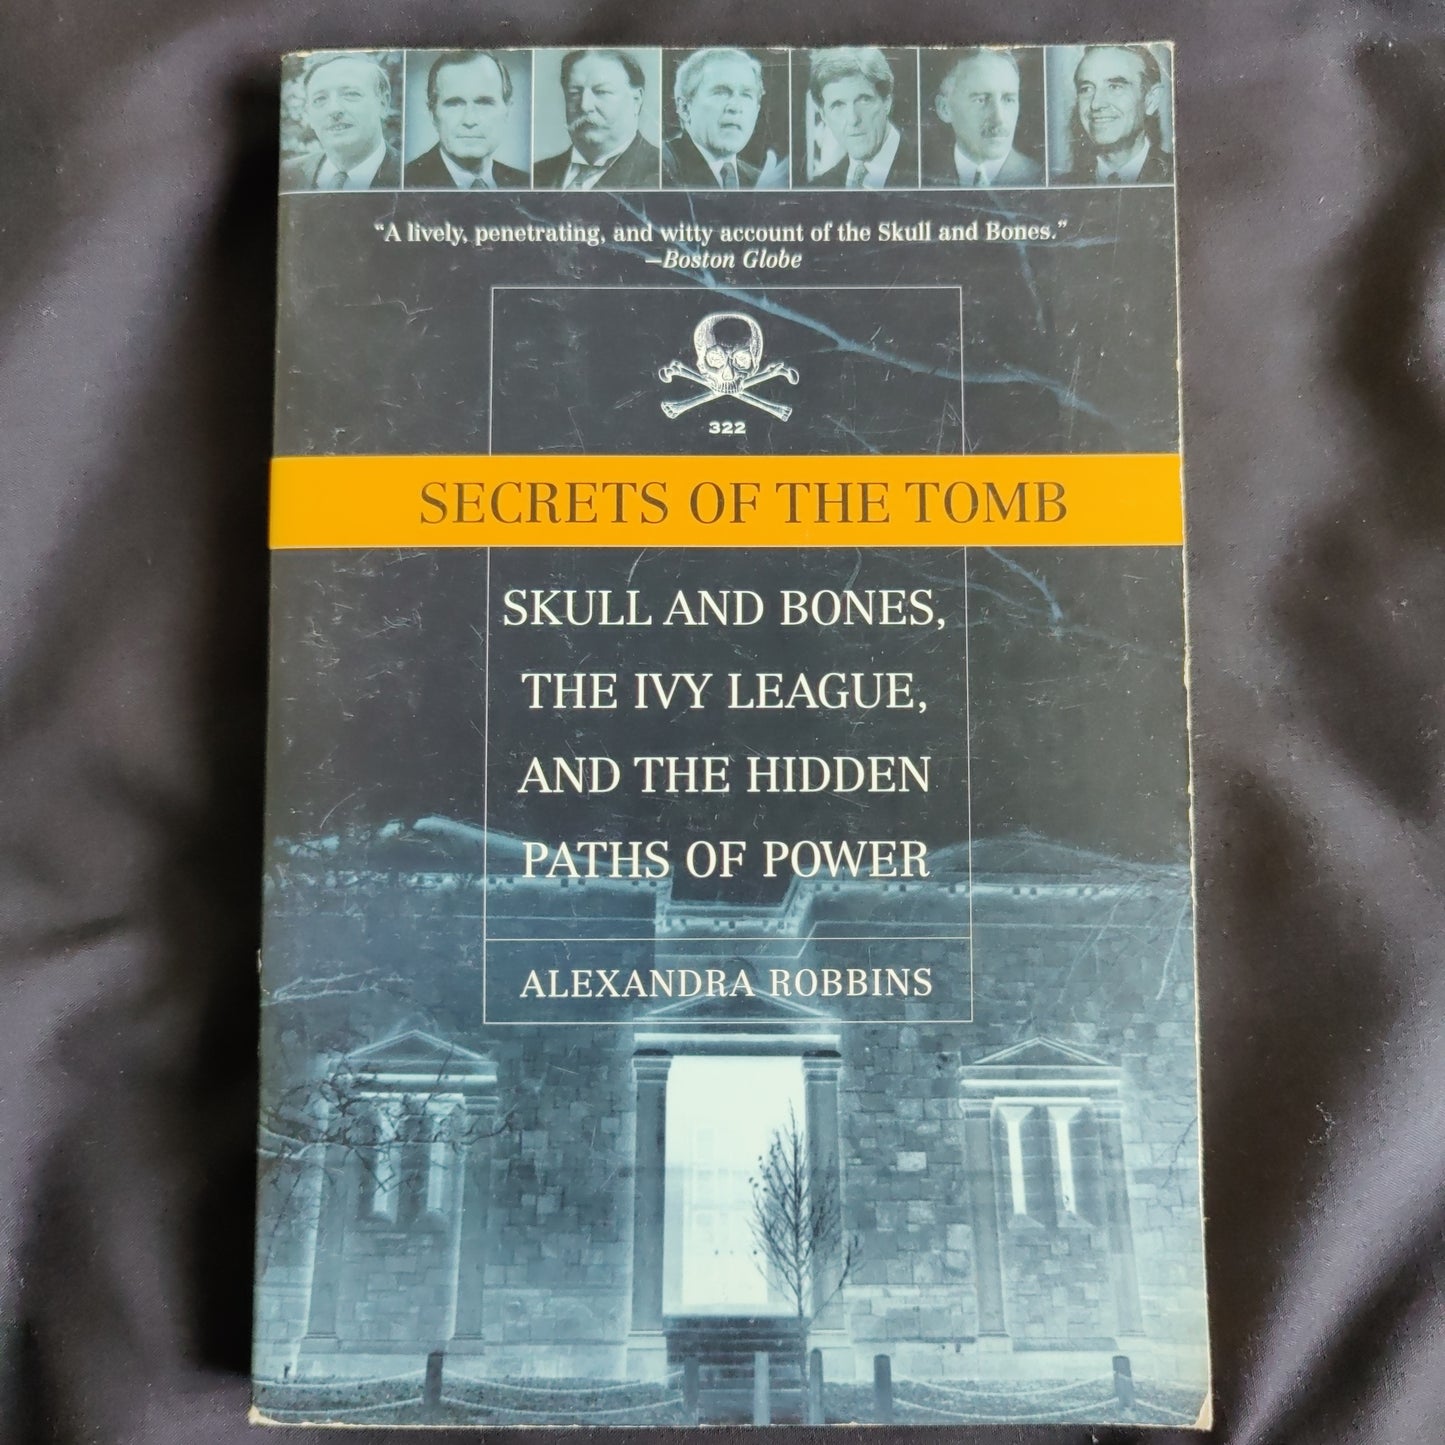 “A lively, penetrating, and witty account of the Skull and Bones.”
—Boston Globe
322
SECRETS OF THE TOMB
SKULL AND BONES,
THE IVY LEAGUE,
AND THE HIDDEN
PATHS OF POWER
ALEXANDRA ROBBINS